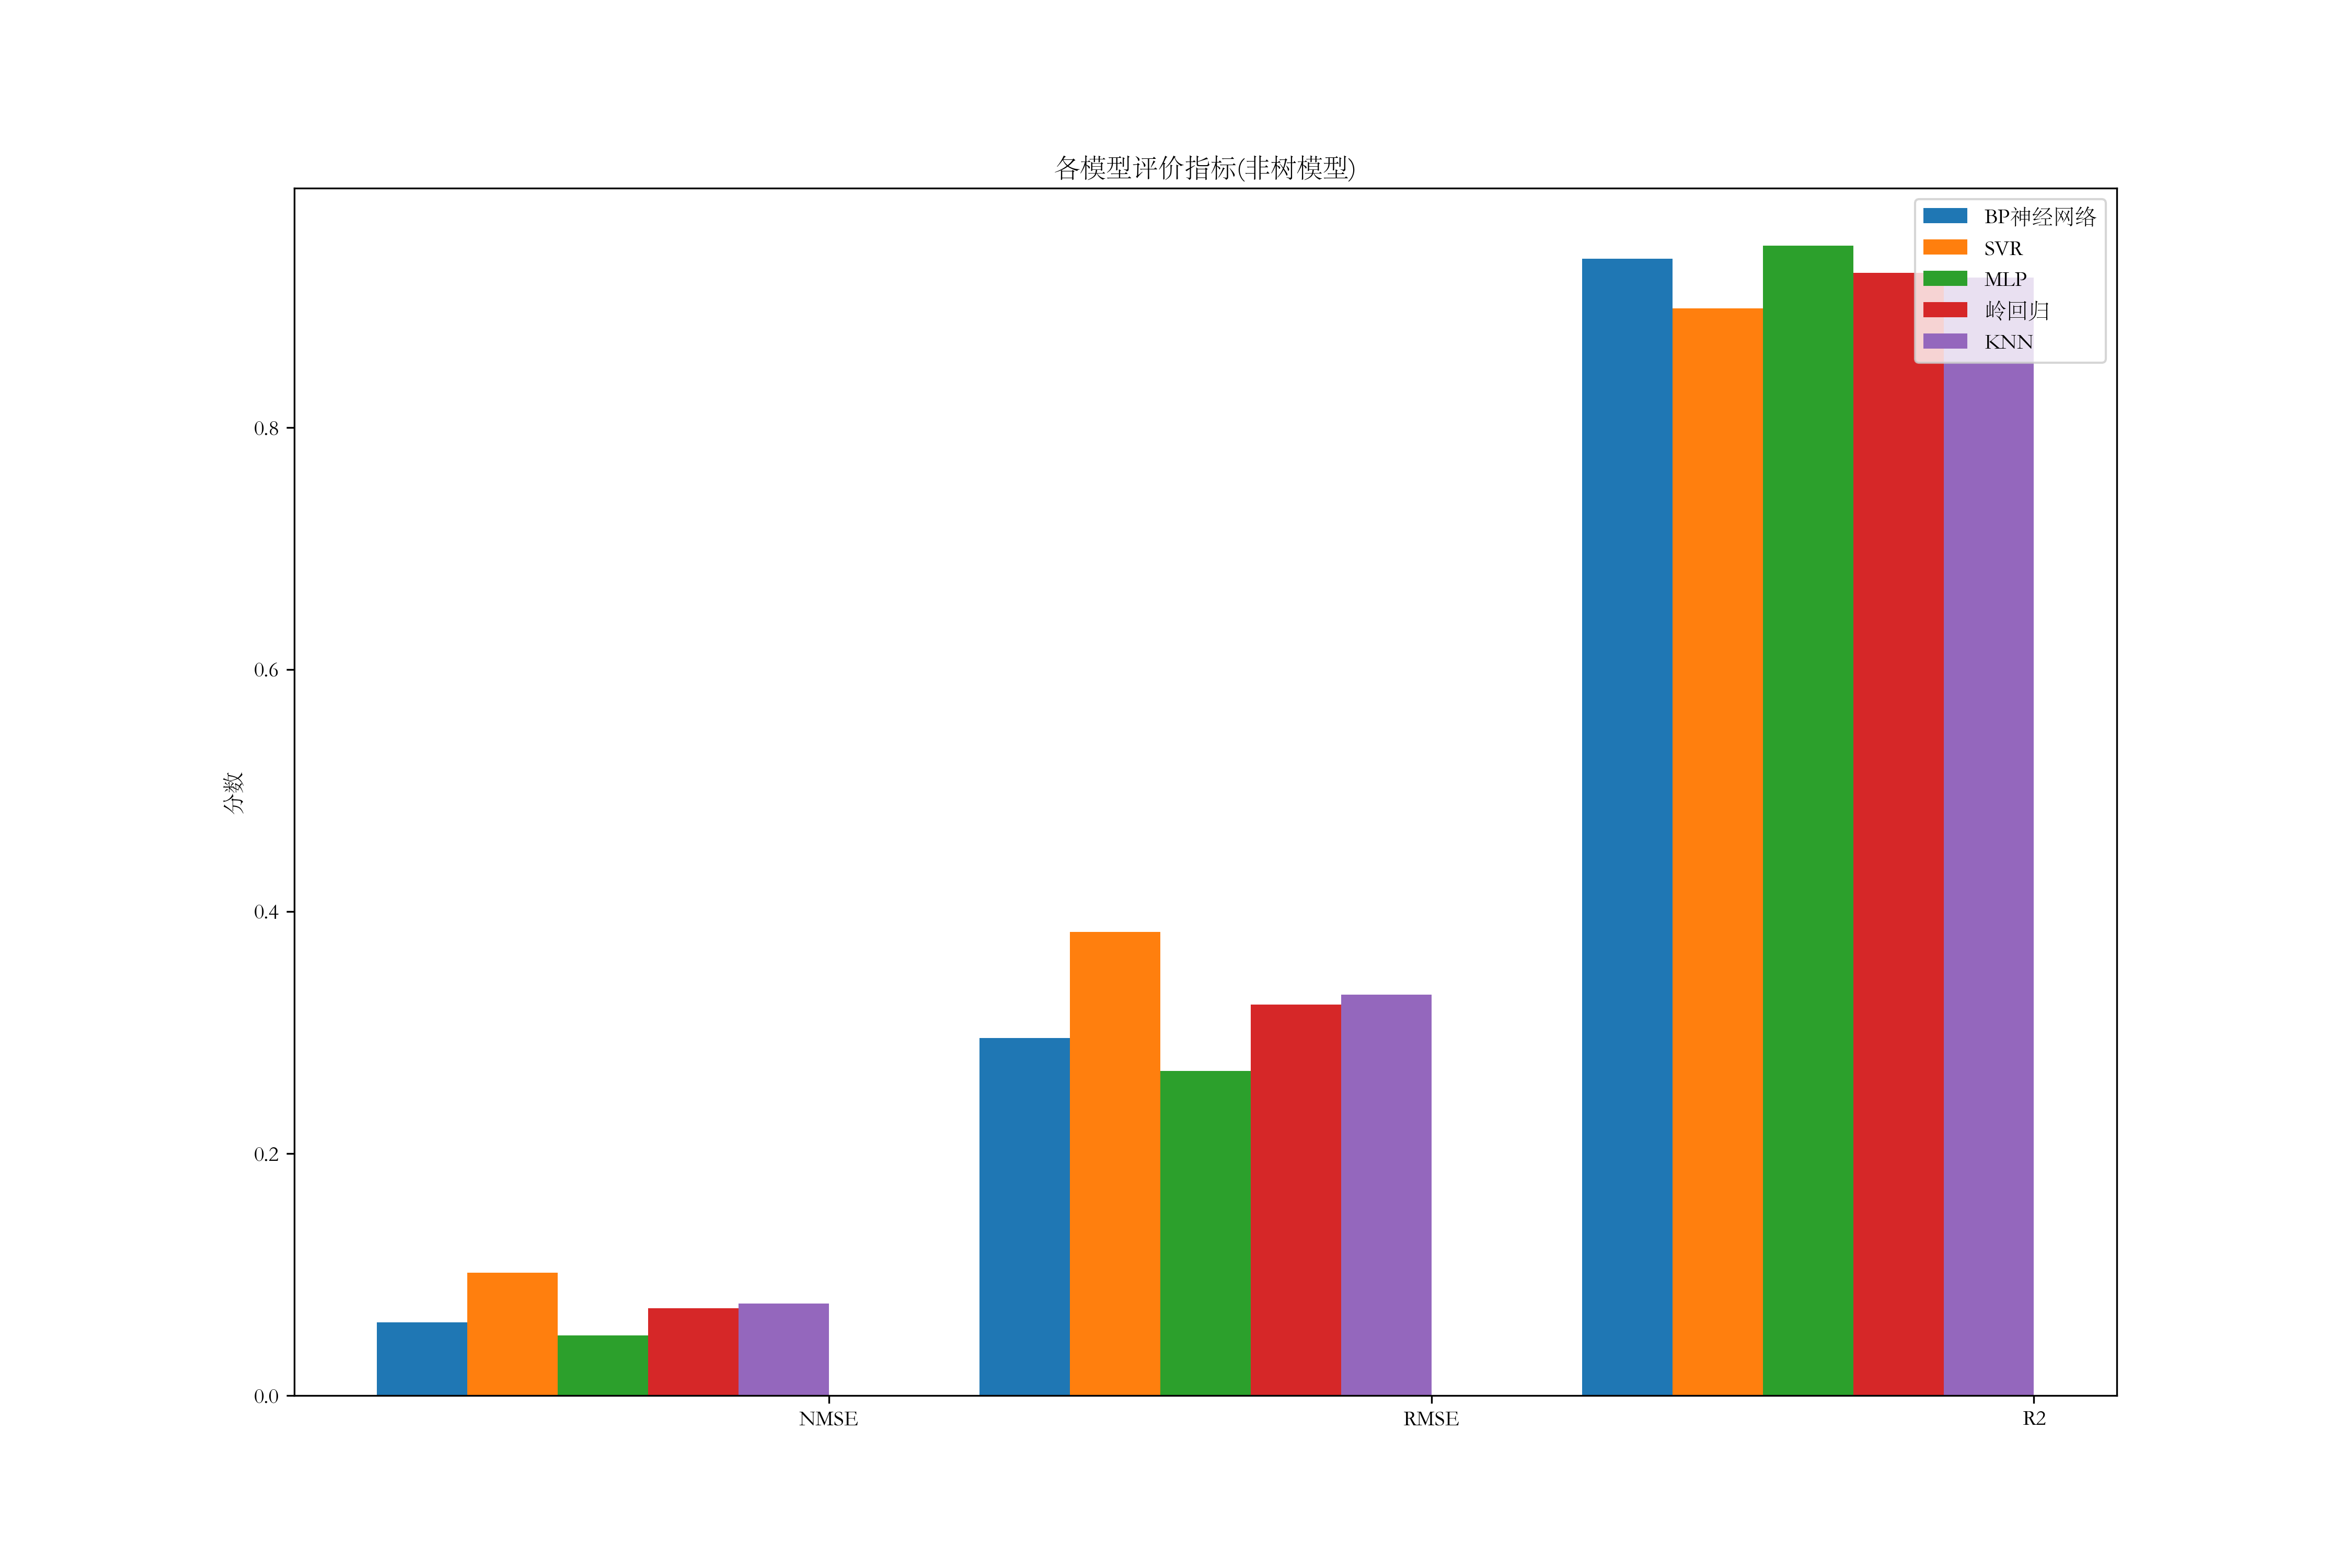 各模型评价指标(非树模型)
BP神经网络
SVR
MLP
岭回归
KNN
分数
0.8
0.6
0.4
0.2
0.0
NMSE
RMSE
R2